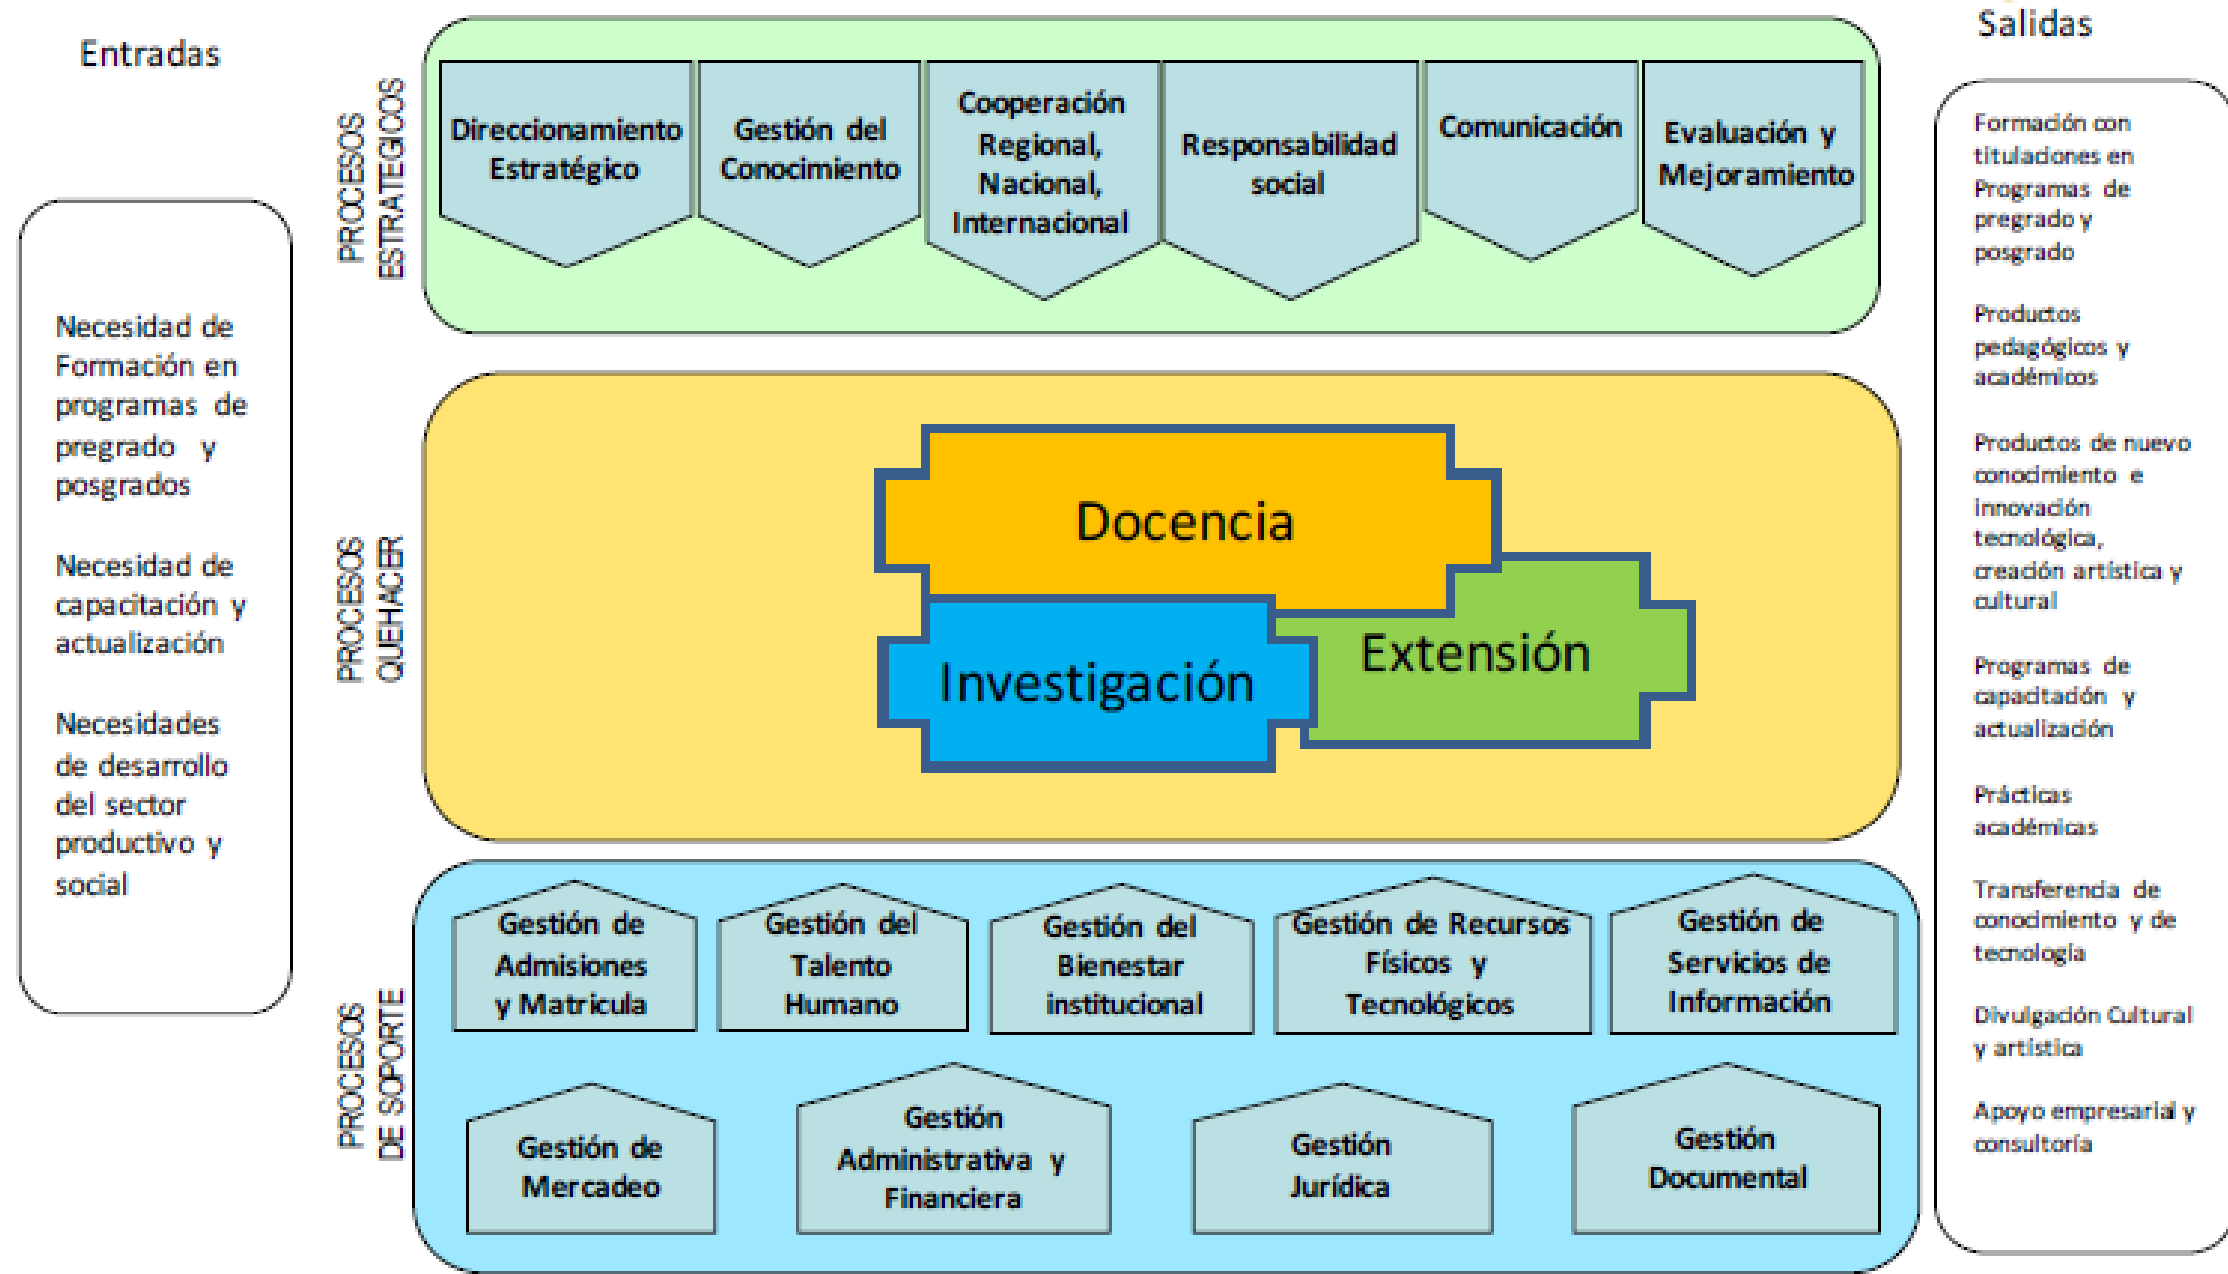 Entradas
Necesidad de
Formación en
programas de
pregrado y
posgrados
Necesidad de
capacitación y
actualización
Necesidades
de desarrollo
del sector
productivo y
social
PROCESOS
ESTRATEGICOS
Direccionamiento
Estratégico
Gestión del
Conocimiento
Cooperación
Regional,
Nacional,
Internacional
Responsabilidad
social
Comunicación
Evaluación y
Mejoramiento
PROCESOS
QUEHACER
Docencia
Investigación
Extensión
PROCESOS
DE SOPORTE
Gestión de
Admisiones
y Matricula
Gestión del
Talento
Humano
Gestión del
Bienestar
institucional
Gestión de Recursos
Físicos y
Tecnológicos
Gestión de
Servicios de
Información
Gestión de
Mercadeo
Gestión
Administrativa y
Financiera
Gestión
Jurídica
Gestión
Documental
Salidas
Formación con
titulaciones en
Programas de
pregrado y
posgrado
Productos
pedagógicos y
académicos
Productos de nuevo
conocimiento e
innovación
tecnológica,
creación artística y
cultural
Programas de
capacitación y
actualización
Prácticas
académicas
Transferencia de
conocimiento y de
tecnología
Divulgación Cultural
y artística
Apoyo empresarial y
consultoría